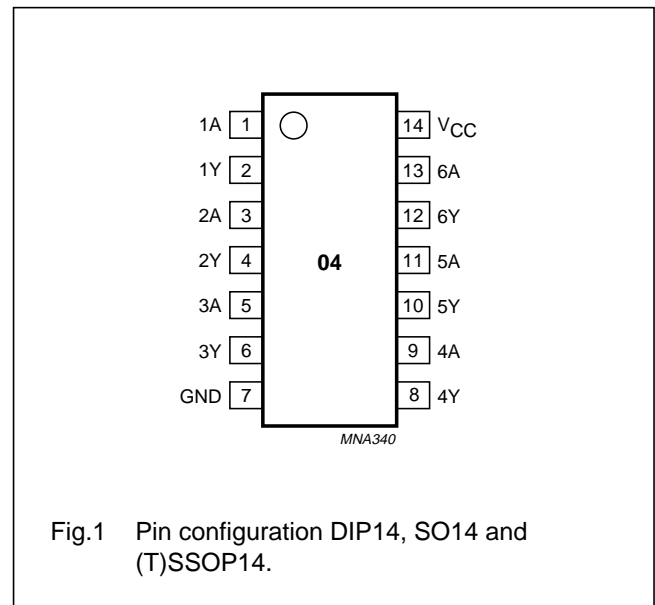 1A 1 14 VCC
1Y 2 13 6A
2A 3 12 6Y
2Y 4 04 11 5A
3A 5 10 5Y
3Y 6 9 4A
GND 7 8 4Y
MNA340
Fig.1 Pin configuration DIP14, SO14 and
(T)SSOP14.